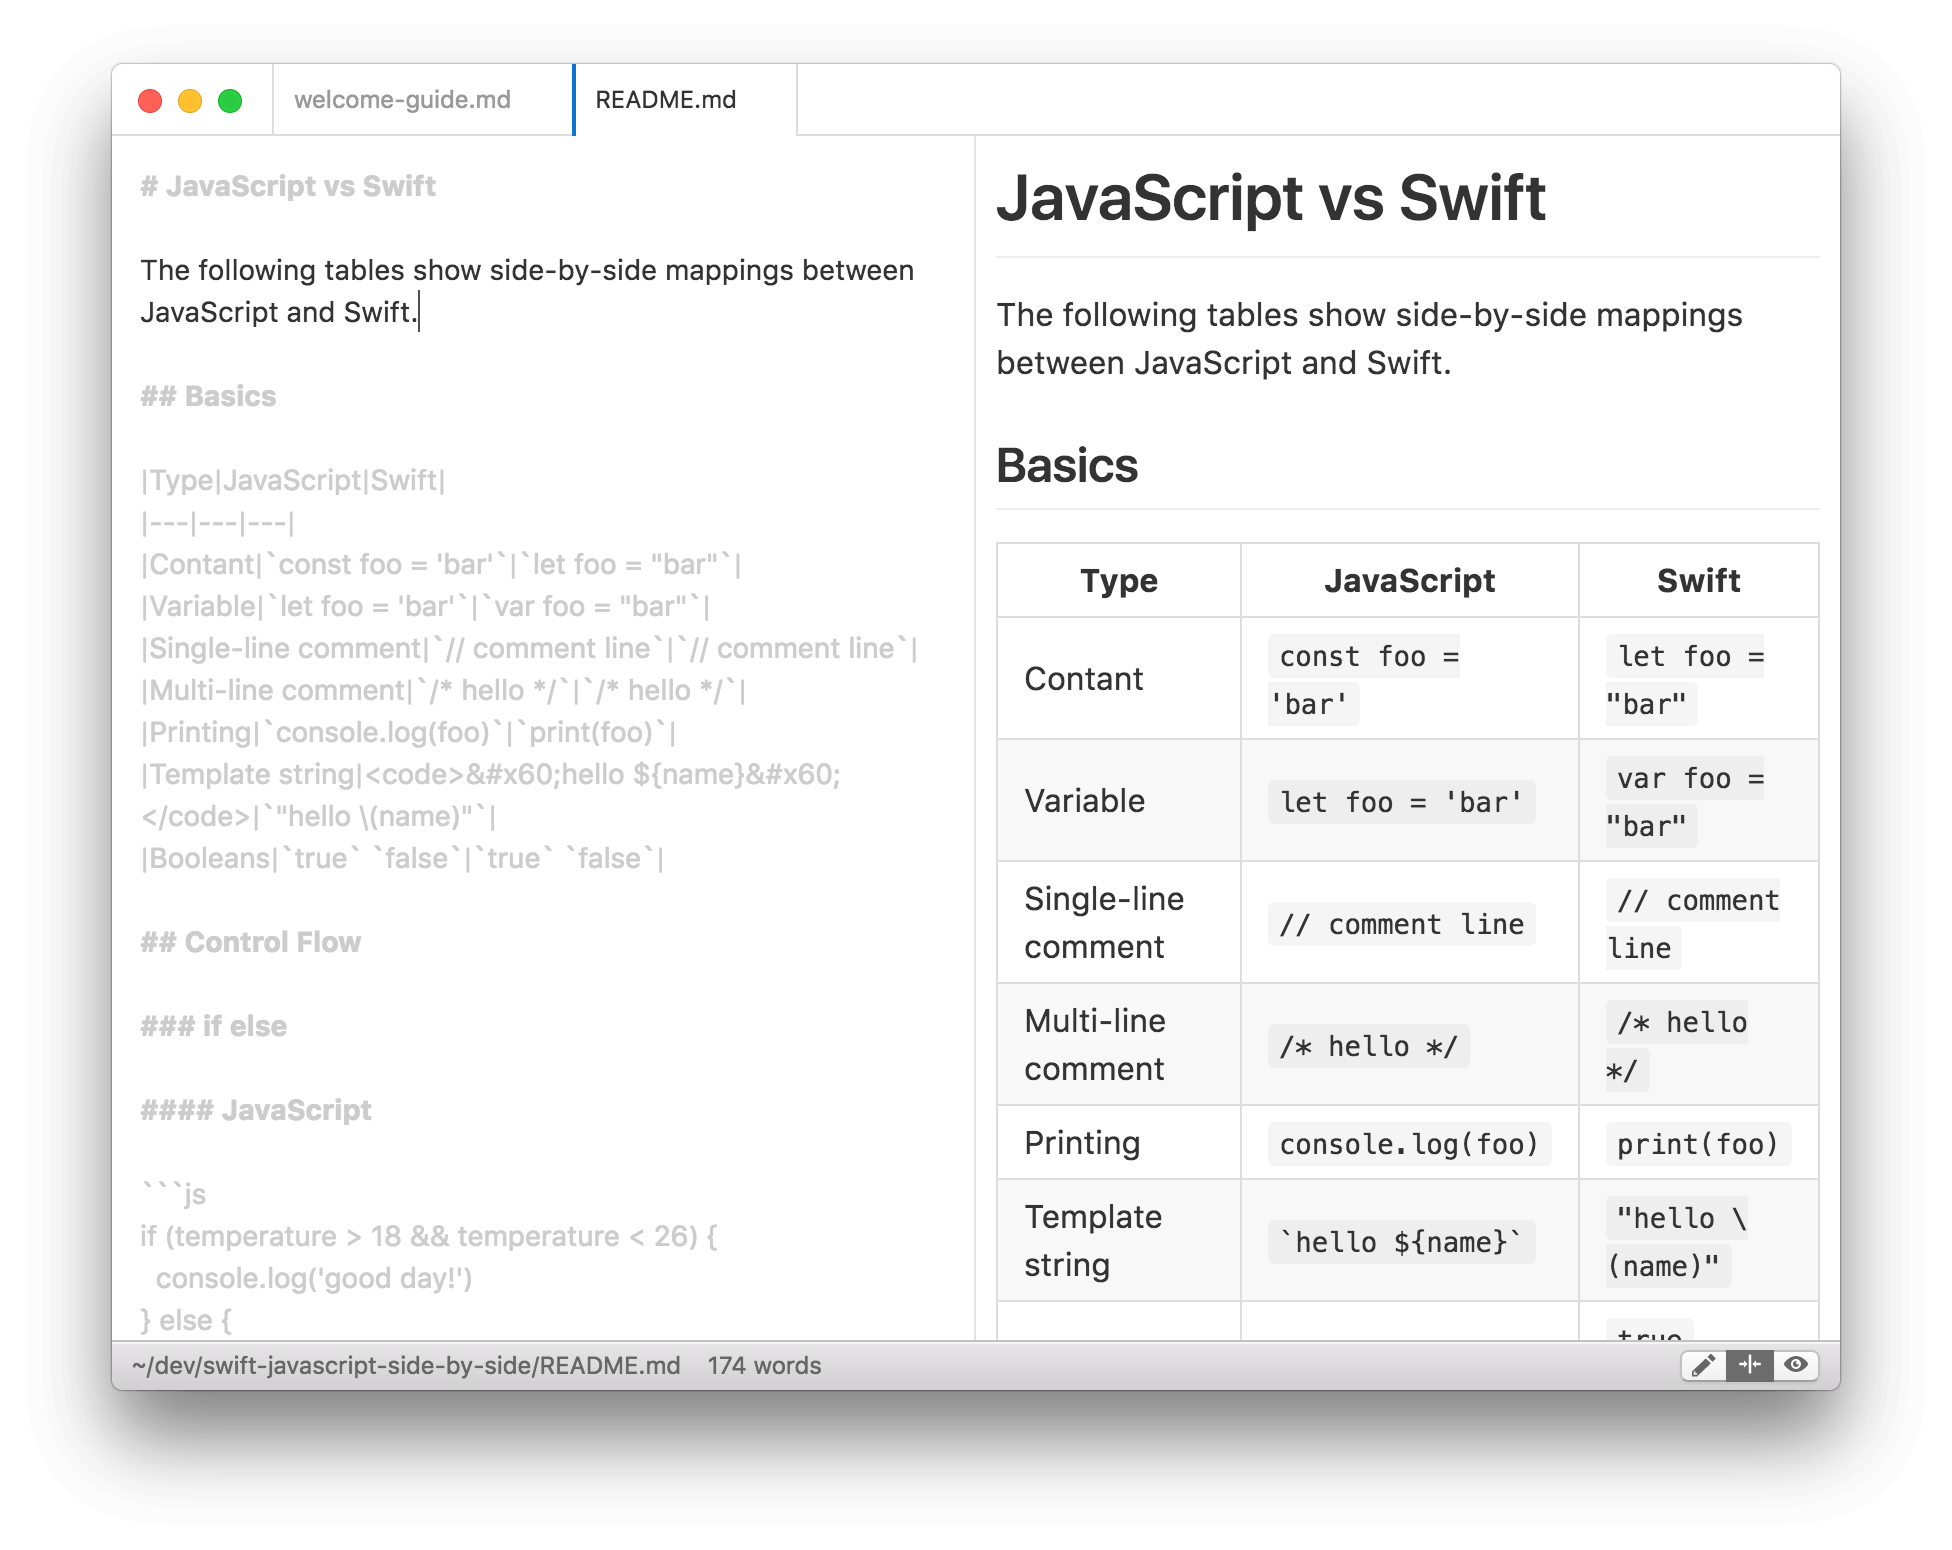 welcome-guide.md
README.md
# JavaScript vs Swift
The following tables show side-by-side mappings between
JavaScript and Swift.
## Basics
|Type|JavaScript|Swift|
|---|---|---|
|Contant|`const foo = 'bar'`|`let foo = "bar"`|
|Variable|`let foo = 'bar'`|`var foo = "bar"`|
|Single-line comment|`// comment line`|`// comment line`|
|Multi-line comment|`/* hello */`|`/* hello */`|
|Printing|`console.log(foo)`|`print(foo)`|
|Template string|<code>&#x60;hello ${name}&#x60;
</code>|`"hello \(name)"`|
|Booleans|`true` `false`|`true` `false`|
## Control Flow
### if else
#### JavaScript
```js
if (temperature > 18 && temperature < 26) {
  console.log('good day!')
} else {
JavaScript vs Swift
The following tables show side-by-side mappings
between JavaScript and Swift.
Basics
Type JavaScript Swift
Contant
const foo =
'bar'
let foo =
"bar"
Variable
let foo = 'bar'
var foo =
"bar"
Single-line
comment
// comment line
// comment
line
Multi-line
comment
/* hello */
/* hello
*/
Printing console.log(foo) print(foo)
Template
string
`hello ${name}`
"hello \
(name)"
true
~/dev/swift-javascript-side-by-side/README.md 174 words